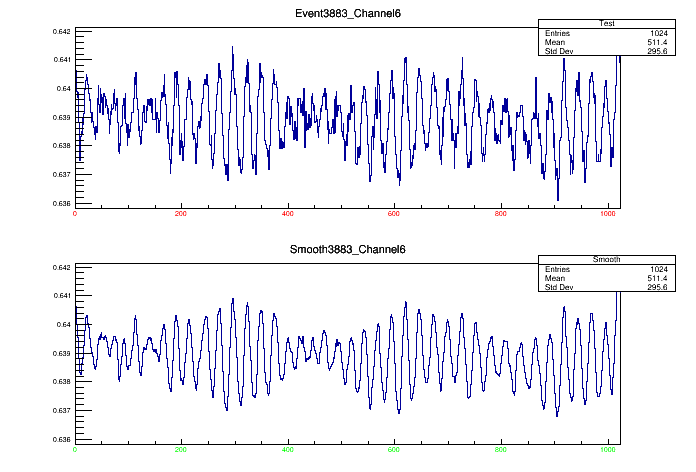 Event3883_Channel6
Test
Entries 1024
Mean 511.4
Std Dev 295.6
0.642
0.641
0.64
0.639
0.638
0.637
0.636
0 200 400 600 800 1000
Smooth3883_Channel6
Smooth
Entries 1024
Mean 511.4
Std Dev 295.6
0.642
0.641
0.64
0.639
0.638
0.637
0.636
0 200 400 600 800 1000